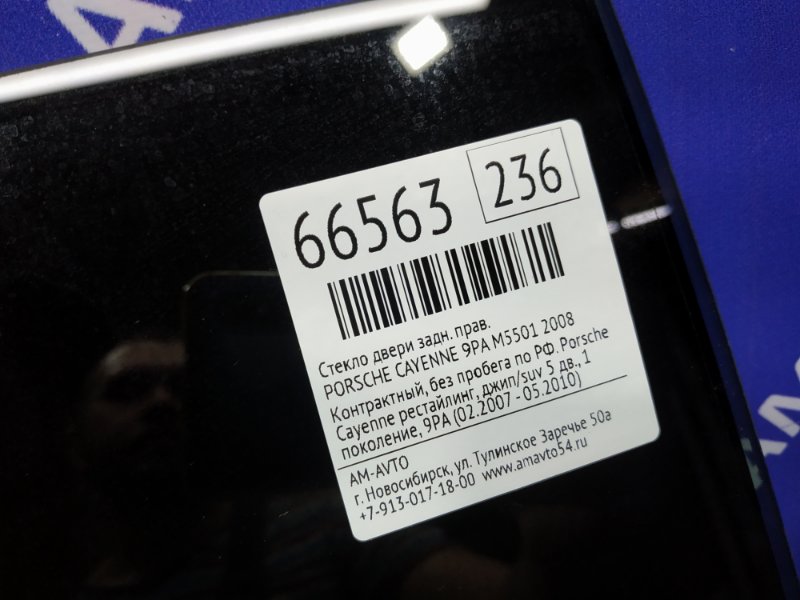 66563 236
Стекло двери задн. прав.
PORSCHE CAYENNE 9PA M5501 2008
Контрактный, без пробега по РФ. Porsche
Cayenne рестайлинг, джип/suv 5 дв., 1
поколение, 9PA (02.2007 - 05.2010)
АМ-АVТО
г. Новосибирск, ул. Тулинское Заречье 50а
+7-913-017-18-00 www.amavto54.ru